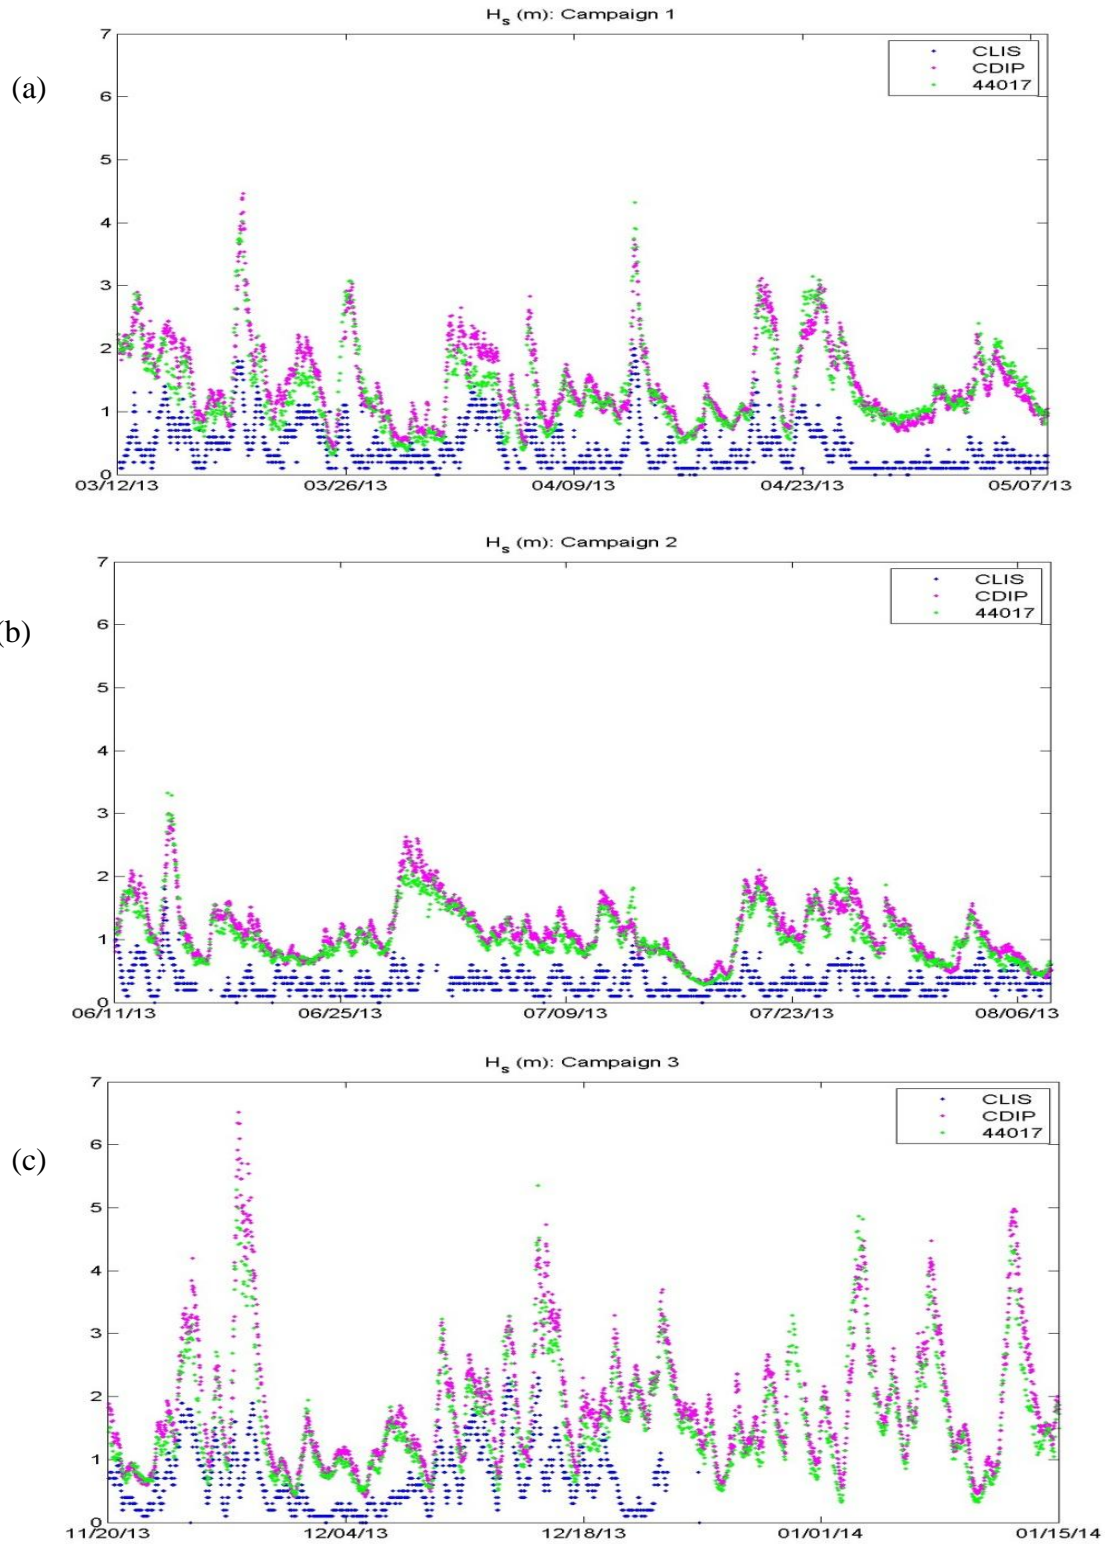 H_s (m): Campaign 1
(a)
7
6
5
4
3
2
1
0
CLIS
CDIP
44017
03/12/13 03/26/13 04/09/13 04/23/13 05/07/13
H_s (m): Campaign 2
(b)
7
6
5
4
3
2
1
0
CLIS
CDIP
44017
06/11/13 06/25/13 07/09/13 07/23/13 08/06/13
H_s (m): Campaign 3
(c)
7
6
5
4
3
2
1
0
CLIS
CDIP
44017
11/20/13 12/04/13 12/18/13 01/01/14 01/15/14